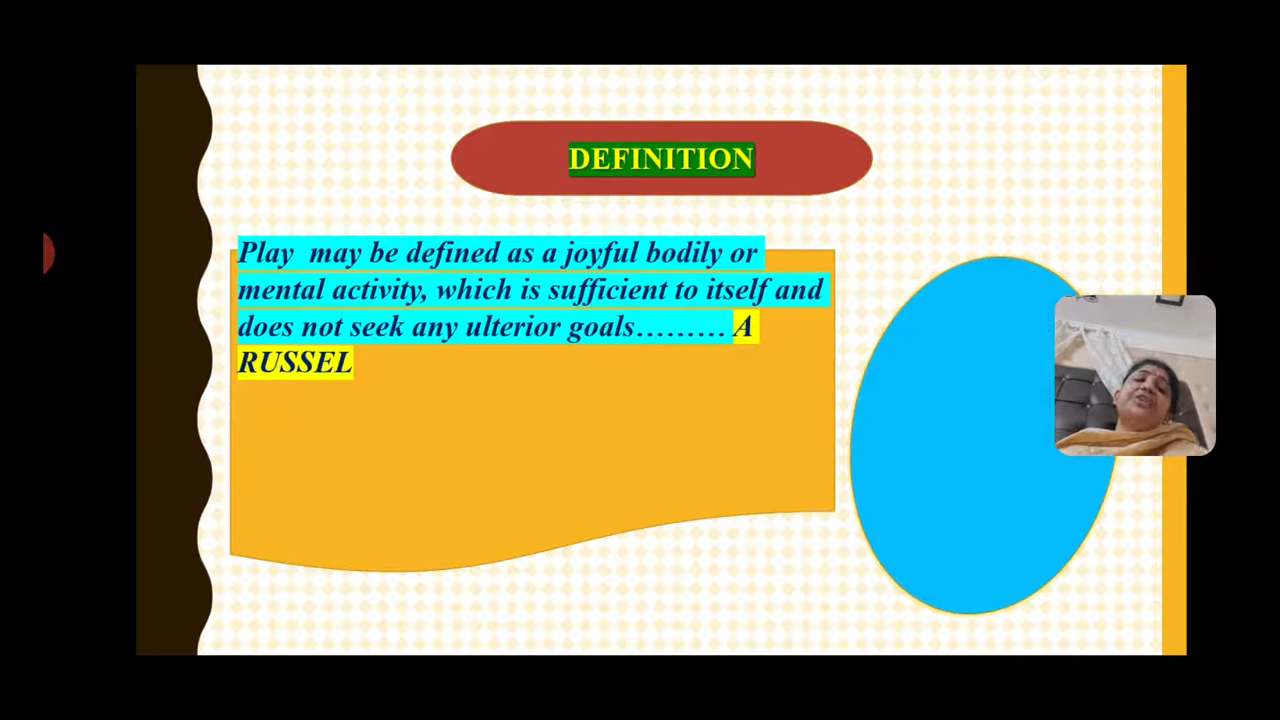 DEFINITION
Play may be defined as a joyful bodily or
mental activity, which is sufficient to itself and
does not seek any ulterior goals……… A
RUSSEL